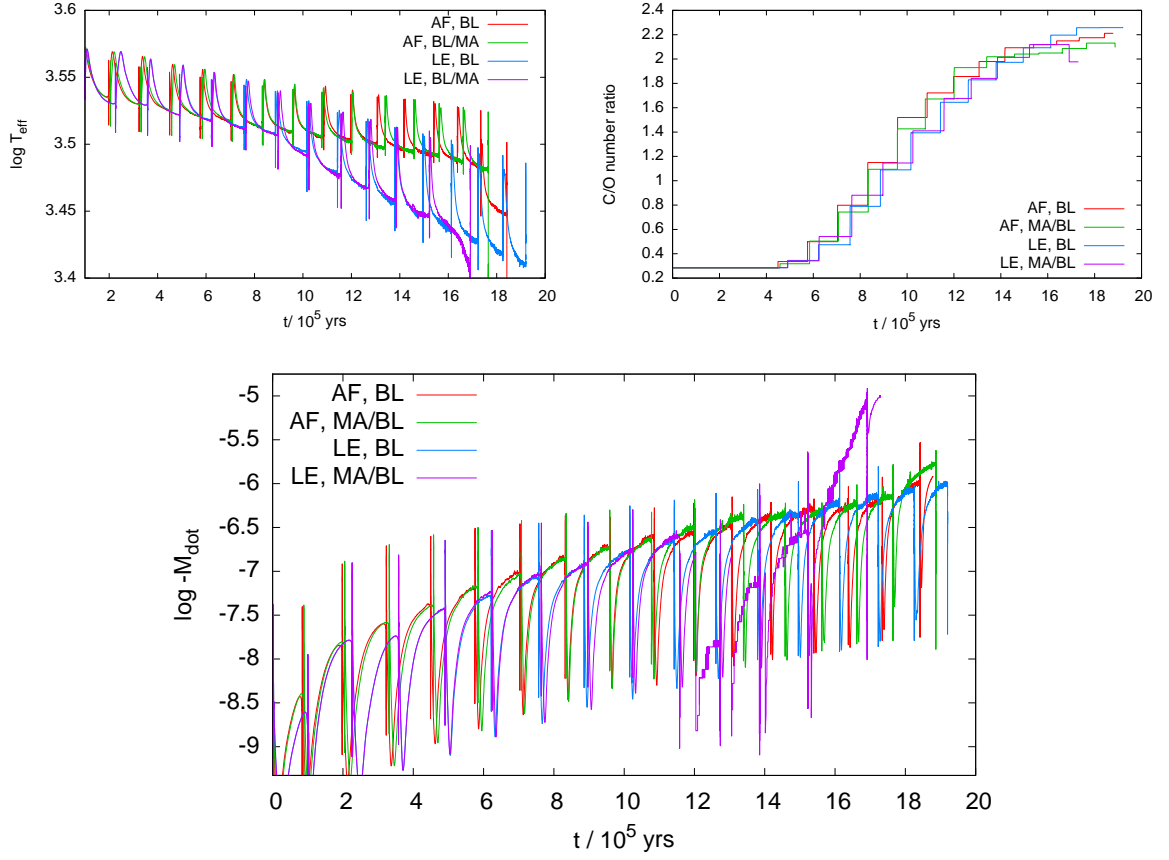 3.6
3.55
3.5
3.45
3.4
log T_eff
2 4 6 8 10 12 14 16 18 20
t/ 10^5 yrs
AF, BL
AF, BL/MA
LE, BL
LE, BL/MA
2.4
2.2
2.0
1.8
1.6
1.4
1.2
1.0
0.8
0.6
0.4
0.2
C/O number ratio
0 2 4 6 8 10 12 14 16 18 20
t/ 10^5 yrs
AF, BL
AF, MA/BL
LE, BL
LE, MA/BL
-5
-5.5
-6
-6.5
-7
-7.5
-8
-8.5
-9
log -M_dot
0 2 4 6 8 10 12 14 16 18 20
t / 10^5 yrs
AF, BL
AF, MA/BL
LE, BL
LE, MA/BL